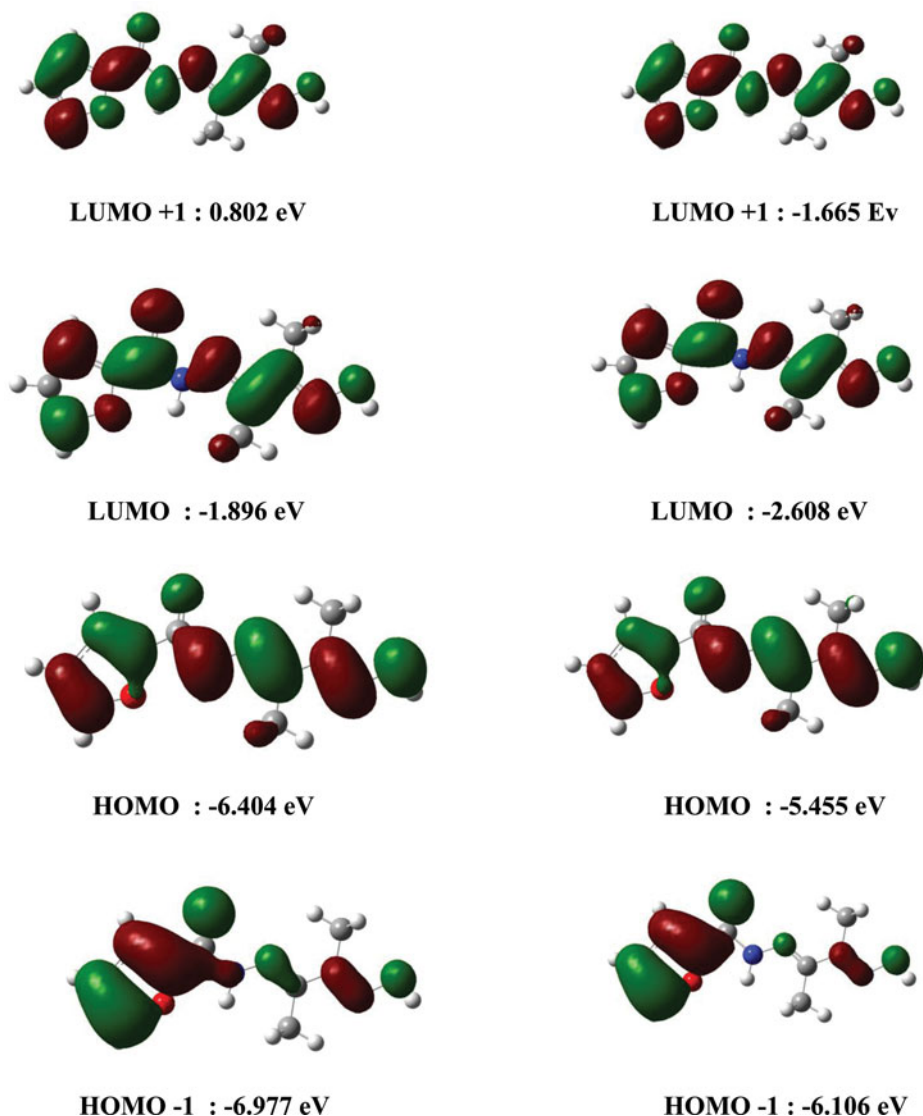 LUMO +1 : 0.802 eV
LUMO +1 : -1.665 Ev
LUMO : -1.896 eV
LUMO : -2.608 eV
HOMO : -6.404 eV
HOMO : -5.455 eV
HOMO -1 : -6.977 eV
HOMO -1 : -6.106 eV